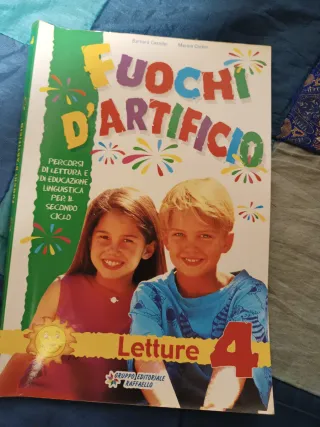 FUOCHI
D'ARTIFICIO
PERCORSI
DI LETTURA E
DI EDUCAZIONE
LINGUISTICA
PER IL
SECONDO
CICLO
Letture 4
GRUPPO EDITORIALE
RAFFAELLO